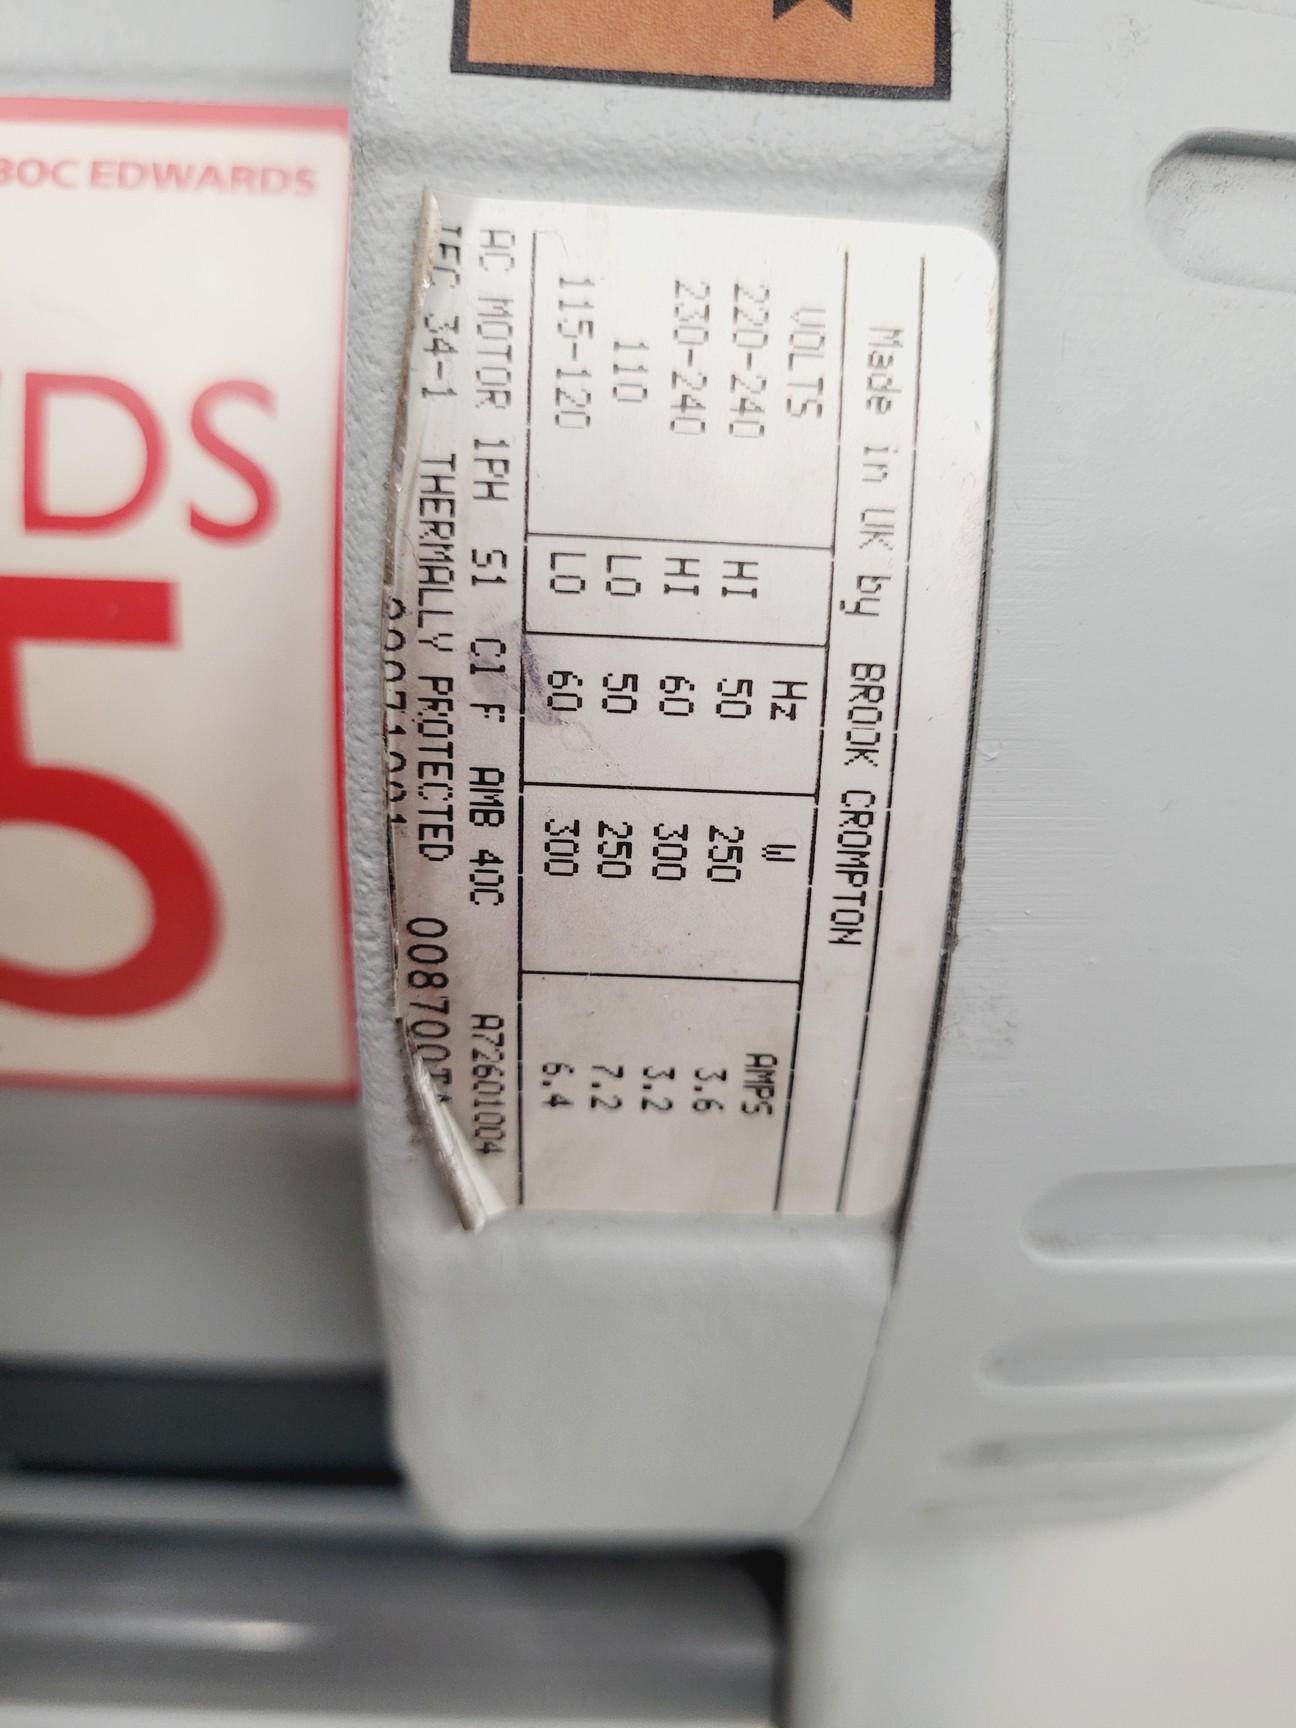 BOC EDWARDS
DS
5
Made in UK by BROOK CROMPTON
VOLTS Hz W AMPS
220-240 HI 50 250 3.6
230-240 HI 60 300 3.2
110 LO 50 250 7.2
115-120 LO 60 300 6.4
AC MOTOR 1PH S1 Cl F AMB 40C A72601004
IEC 34-1 THERMALLY PROTECTED